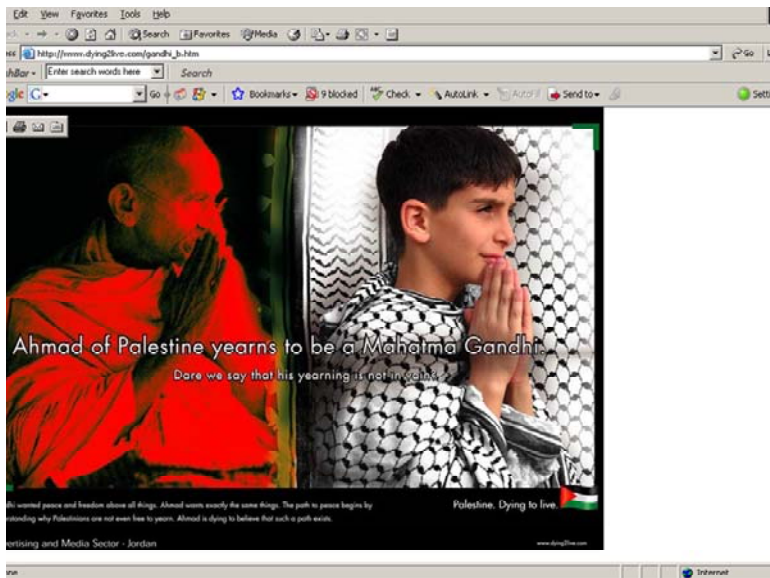 Edit View Favorites Tools Help
Search Favorites Media
http://www.dying2live.com/gandhi_b.htm Go
Enter search words here Search
Go Bookmarks 9 blocked Check AutoLink AutoFill Send to Setti
Ahmad of Palestine yearns to be a Mahatma Gandhi.
Dare we say that his yearning is not in vain?
dhi wanted peace and freedom above all things. Ahmad wants exactly the same things. The path to peace begins by
rstanding why Palestinians are not even free to yearn. Ahmad is dying to believe that such a path exists.
Palestine. Dying to live.
ertising and Media Sector - Jordan
www.dying2live.com
Internet